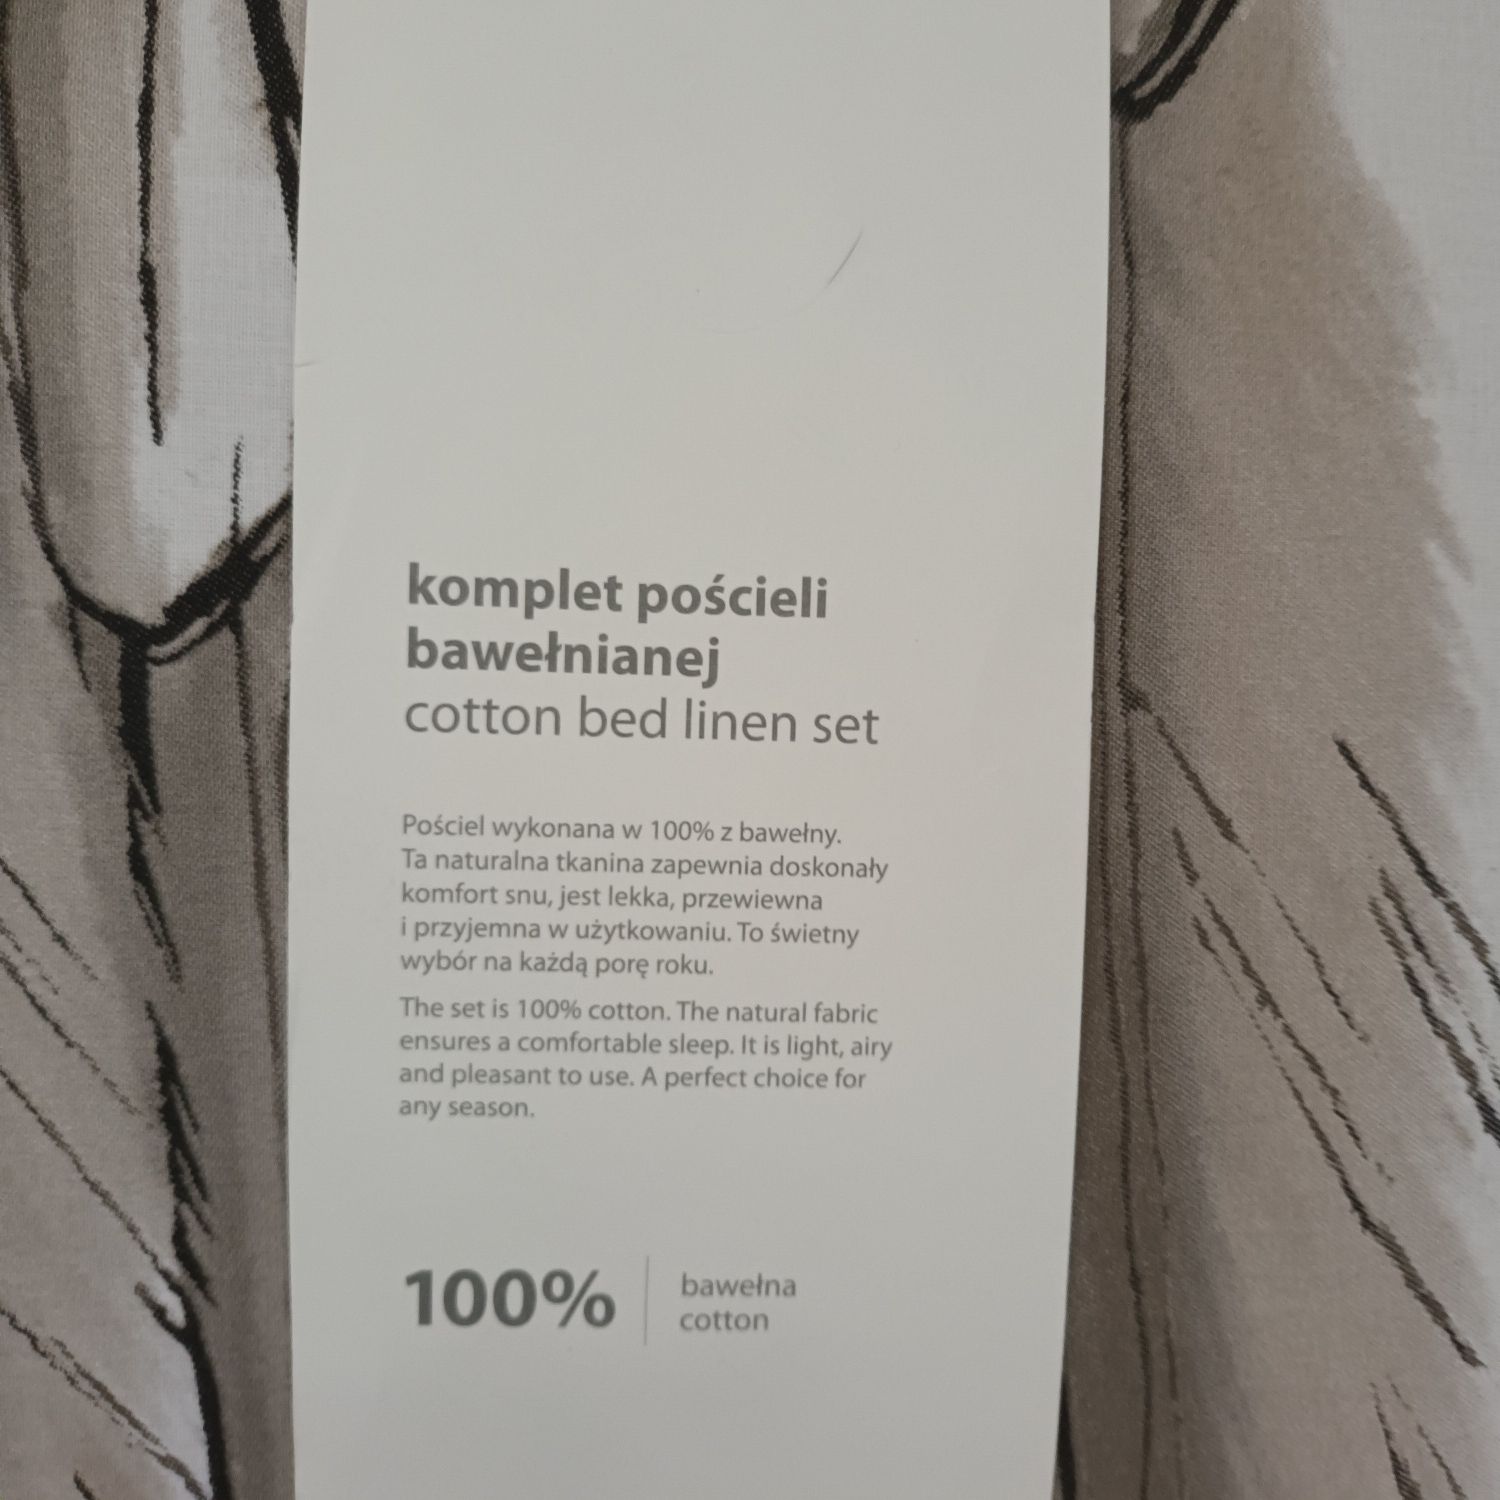 komplet pościeli
bawełnianej
cotton bed linen set
Pościel wykonana w 100% z bawełny.
Ta naturalna tkanina zapewnia doskonały
komfort snu, jest lekka, przewiewna
i przyjemna w użytkowaniu. To świetny
wybór na każdą porę roku.
The set is 100% cotton. The natural fabric
ensures a comfortable sleep. It is light, airy
and pleasant to use. A perfect choice for
any season.
100%
bawełna
cotton